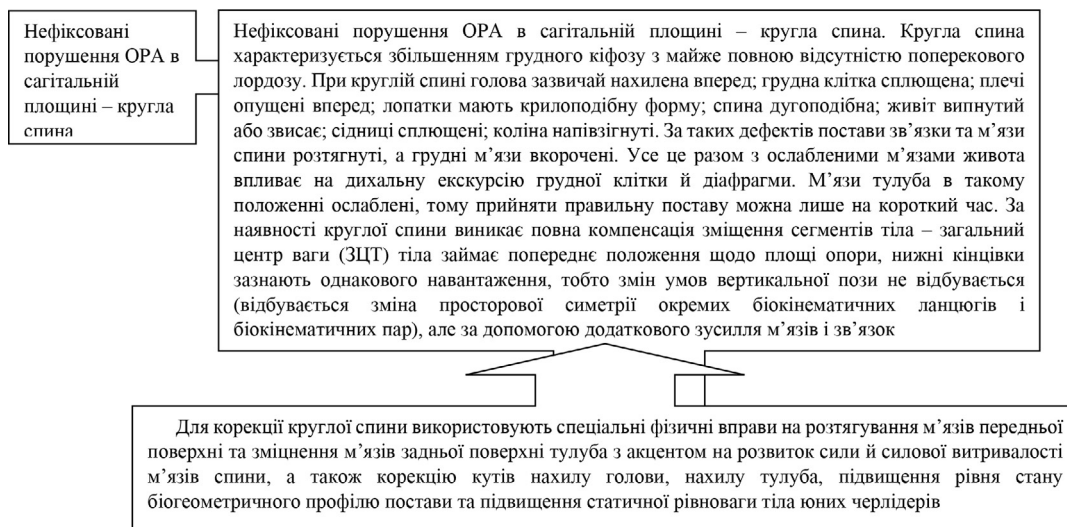 Нефіксовані
порушення ОРА в
сагітальній
площині – кругла
спина
Нефіксовані порушення ОРА в сагітальній площині – кругла спина. Кругла спина
характеризується збільшенням грудного кіфозу з майже повною відсутністю поперекового
лордозу. При круглій спині голова зазвичай нахилена вперед; грудна клітка сплющена; плечі
опущені вперед; лопатки мають крилоподібну форму; спина дугоподібна; живіт випнутий
або звисає; сідниці сплющені; коліна напівзігнуті. За таких дефектів постави зв’язки та м’язи
спини розтягнуті, а грудні м’язи вкорочені. Усе це разом з ослабленими м’язами живота
впливає на дихальну екскурсію грудної клітки й діафрагми. М’язи тулуба в такому
положенні ослаблені, тому прийняти правильну поставу можна лише на короткий час. За
наявності круглої спини виникає повна компенсація зміщення сегментів тіла – загальний
центр ваги (ЗЦТ) тіла займає попереднє положення щодо площі опори, нижні кінцівки
зазнають однакового навантаження, тобто змін умов вертикальної пози не відбувається
(відбувається зміна просторової симетрії окремих біокінематичних ланцюгів і
біокінематичних пар), але за допомогою додаткового зусилля м’язів і зв’язок
Для корекції круглої спини використовують спеціальні фізичні вправи на розтягування м’язів передньої
поверхні та зміцнення м’язів задньої поверхні тулуба з акцентом на розвиток сили й силової витривалості
м’язів спини, а також корекцію кутів нахилу голови, нахилу тулуба, підвищення рівня стану
біогеометричного профілю постави та підвищення статичної рівноваги тіла юних черлідерів